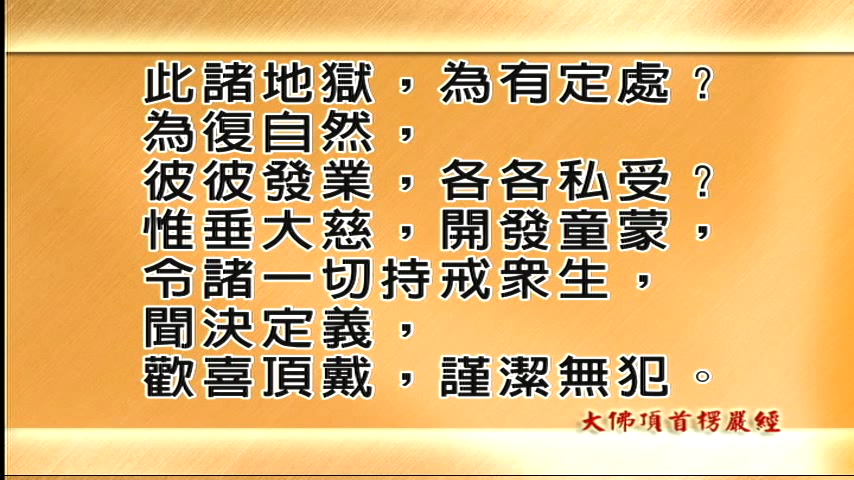 此諸地獄，為有定處？
為復自然，
彼彼發業，各各私受？
惟垂大慈，開發童蒙，
令諸一切持戒眾生，
聞決定義，
歡喜頂戴，謹潔無犯。
大佛頂首楞嚴經